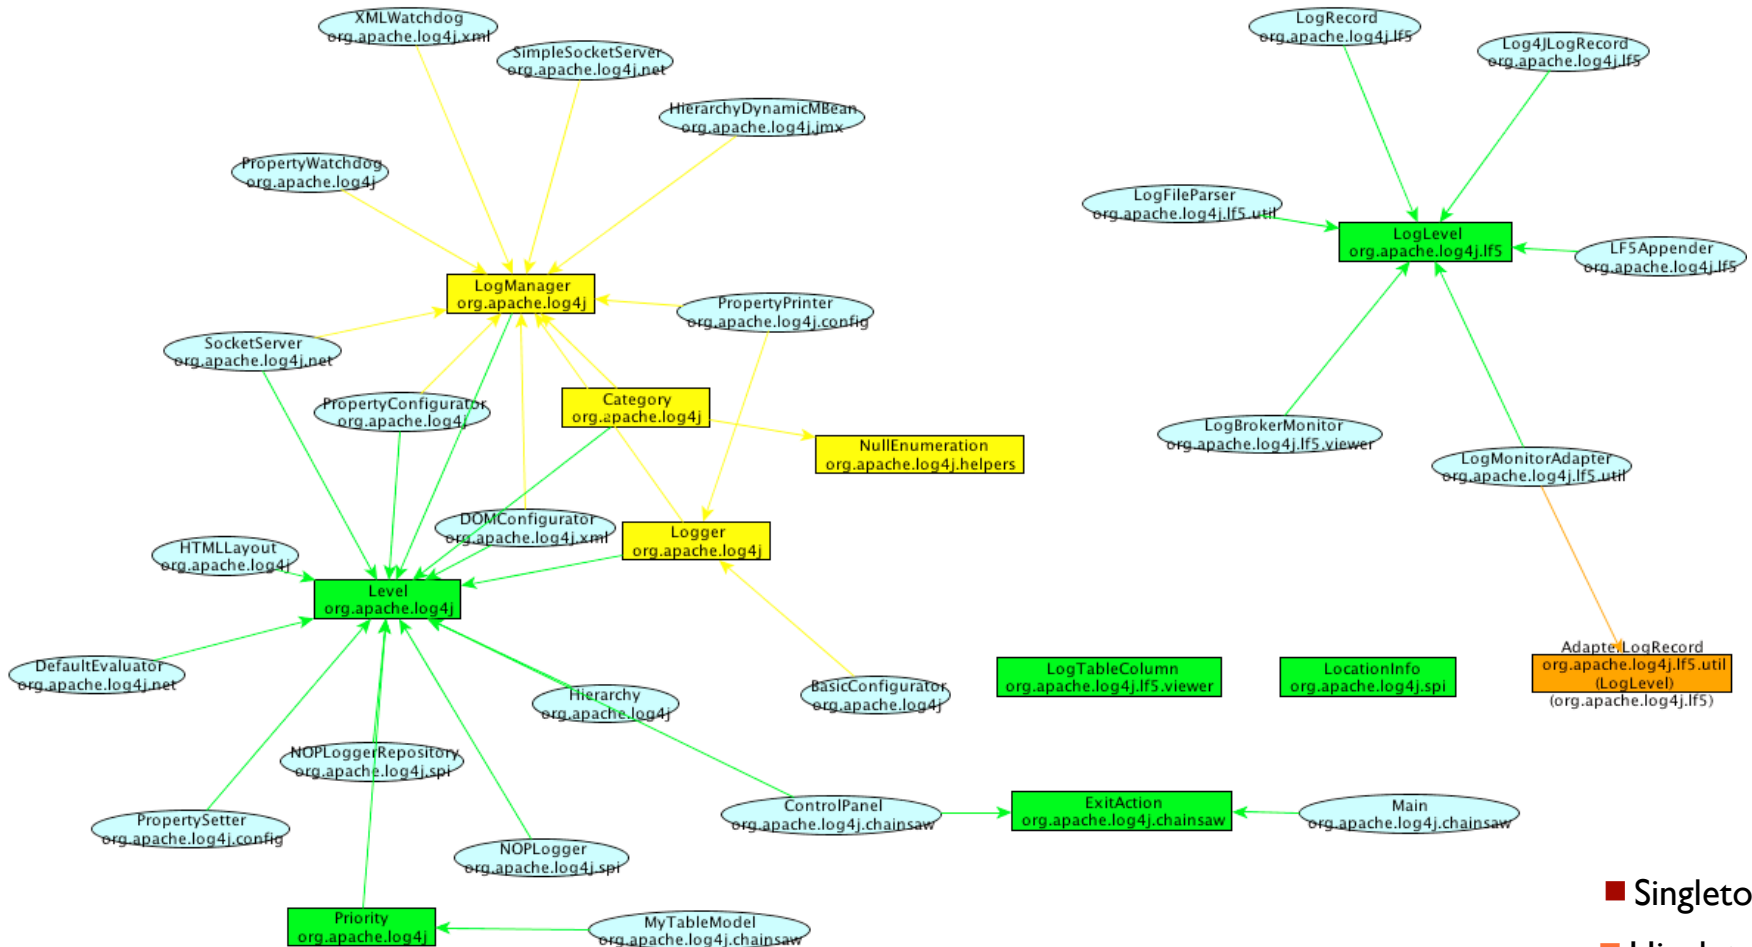 XMLWatchdog
org.apache.log4j.xml
SimpleSocketServer
org.apache.log4j.net
HierarchyDynamicMBean
org.apache.log4j.jmx
PropertyWatchdog
org.apache.log4j
LogRecord
org.apache.log4j.lf5
Log4JLogRecord
org.apache.log4j.lf5
LogFileParser
org.apache.log4j.lf5.util
LogLevel
org.apache.log4j.lf5
LF5Appender
org.apache.log4j.lf5
LogManager
org.apache.log4j
PropertyPrinter
org.apache.log4j.config
SocketServer
org.apache.log4j.net
PropertyConfigurator
org.apache.log4j
Category
org.apache.log4j
NullEnumeration
org.apache.log4j.helpers
LogBrokerMonitor
org.apache.log4j.lf5.viewer
LogMonitorAdapter
org.apache.log4j.lf5.util
DOMConfigurator
org.apache.log4j.xml
Logger
org.apache.log4j
HTMLLayout
org.apache.log4j
Level
org.apache.log4j
DefaultEvaluator
org.apache.log4j.net
Hierarchy
org.apache.log4j
BasicConfigurator
org.apache.log4j
LogTableColumn
org.apache.log4j.lf5.viewer
LocationInfo
org.apache.log4j.spi
AdapterLogRecord
org.apache.log4j.lf5.util
(LogLevel)
(org.apache.log4j.lf5)
NOPLoggerRepository
org.apache.log4j.spi
PropertySetter
org.apache.log4j.config
NOPLogger
org.apache.log4j.spi
ControlPanel
org.apache.log4j.chainsaw
ExitAction
org.apache.log4j.chainsaw
Main
org.apache.log4j.chainsaw
Priority
org.apache.log4j
MyTableModel
org.apache.log4j.chainsaw
Singleto